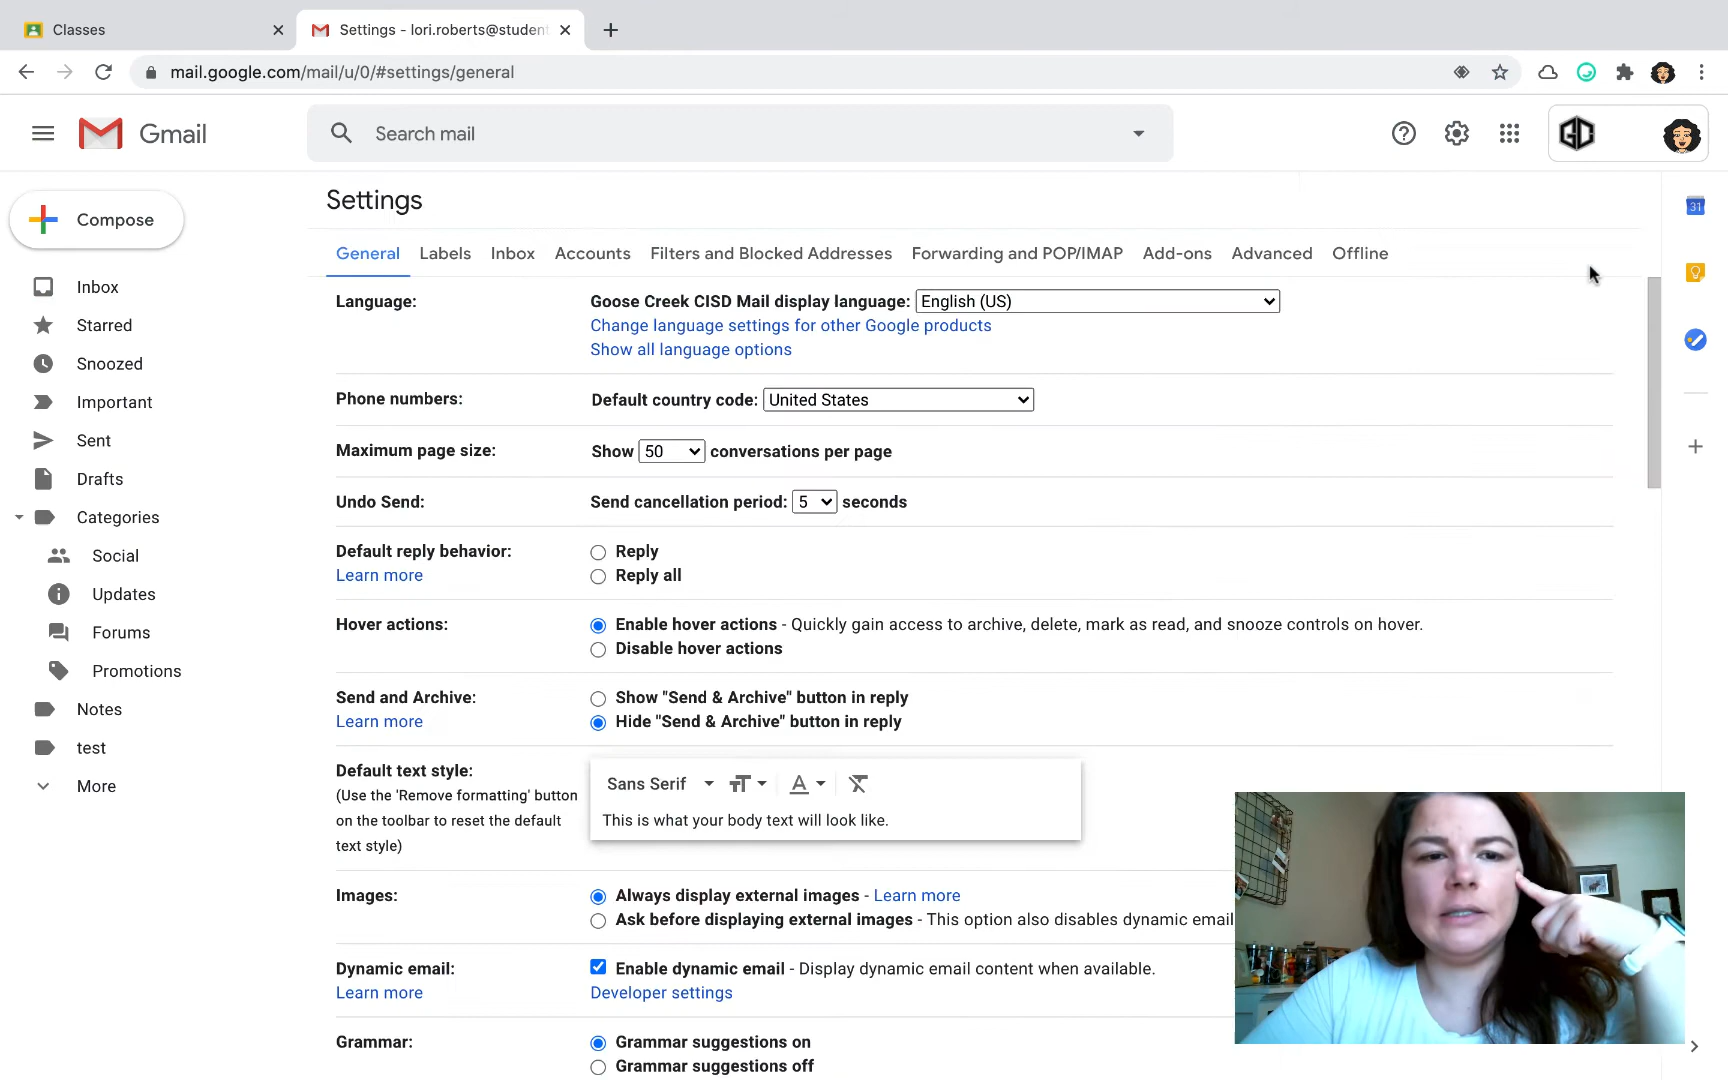 Classes
Settings - lori.roberts@student
mail.google.com/mail/u/0/#settings/general
Gmail
Search mail
GC
Compose
Inbox
Starred
Snoozed
Important
Sent
Drafts
Categories
Social
Updates
Forums
Promotions
Notes
test
More
Settings
General Labels Inbox Accounts Filters and Blocked Addresses Forwarding and POP/IMAP Add-ons Advanced Offline
Language: Goose Creek CISD Mail display language: English (US)
Change language settings for other Google products
Show all language options
Phone numbers: Default country code: United States
Maximum page size: Show 50 conversations per page
Undo Send: Send cancellation period: 5 seconds
Default reply behavior: Reply
Learn more Reply all
Hover actions: Enable hover actions - Quickly gain access to archive, delete, mark as read, and snooze controls on hover.
Disable hover actions
Send and Archive: Show "Send & Archive" button in reply
Learn more Hide "Send & Archive" button in reply
Default text style:
(Use the 'Remove formatting' button
on the toolbar to reset the default
text style)
Sans Serif
This is what your body text will look like.
Images: Always display external images - Learn more
Ask before displaying external images - This option also disables dynamic email
Dynamic email: Enable dynamic email - Display dynamic email content when available.
Learn more Developer settings
Grammar: Grammar suggestions on
Grammar suggestions off
31